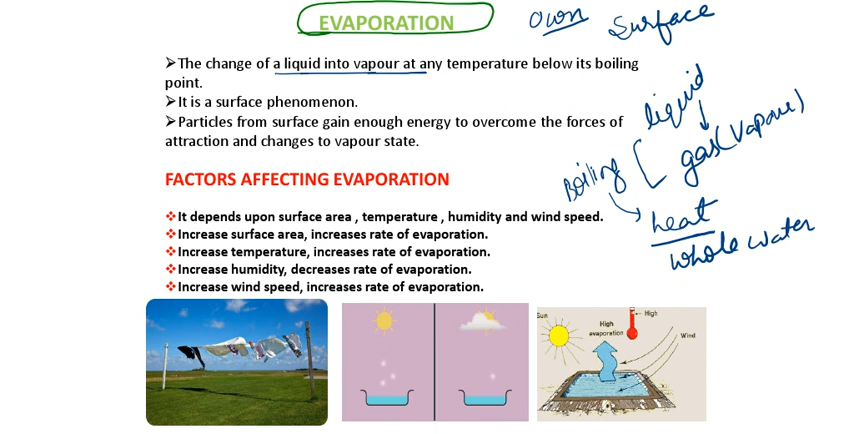 EVAPORATION
own
Surface
➤The change of a liquid into vapour at any temperature below its boiling
point.
➤It is a surface phenomenon.
➤Particles from surface gain enough energy to overcome the forces of
attraction and changes to vapour state.
liquid
gas(vapour)
Boiling
heat
whole water
FACTORS AFFECTING EVAPORATION
❖It depends upon surface area , temperature , humidity and wind speed.
❖Increase surface area, increases rate of evaporation.
❖Increase temperature, increases rate of evaporation.
❖Increase humidity, decreases rate of evaporation.
❖Increase wind speed, increases rate of evaporation.
Sun
High
High
evaporation
Wind